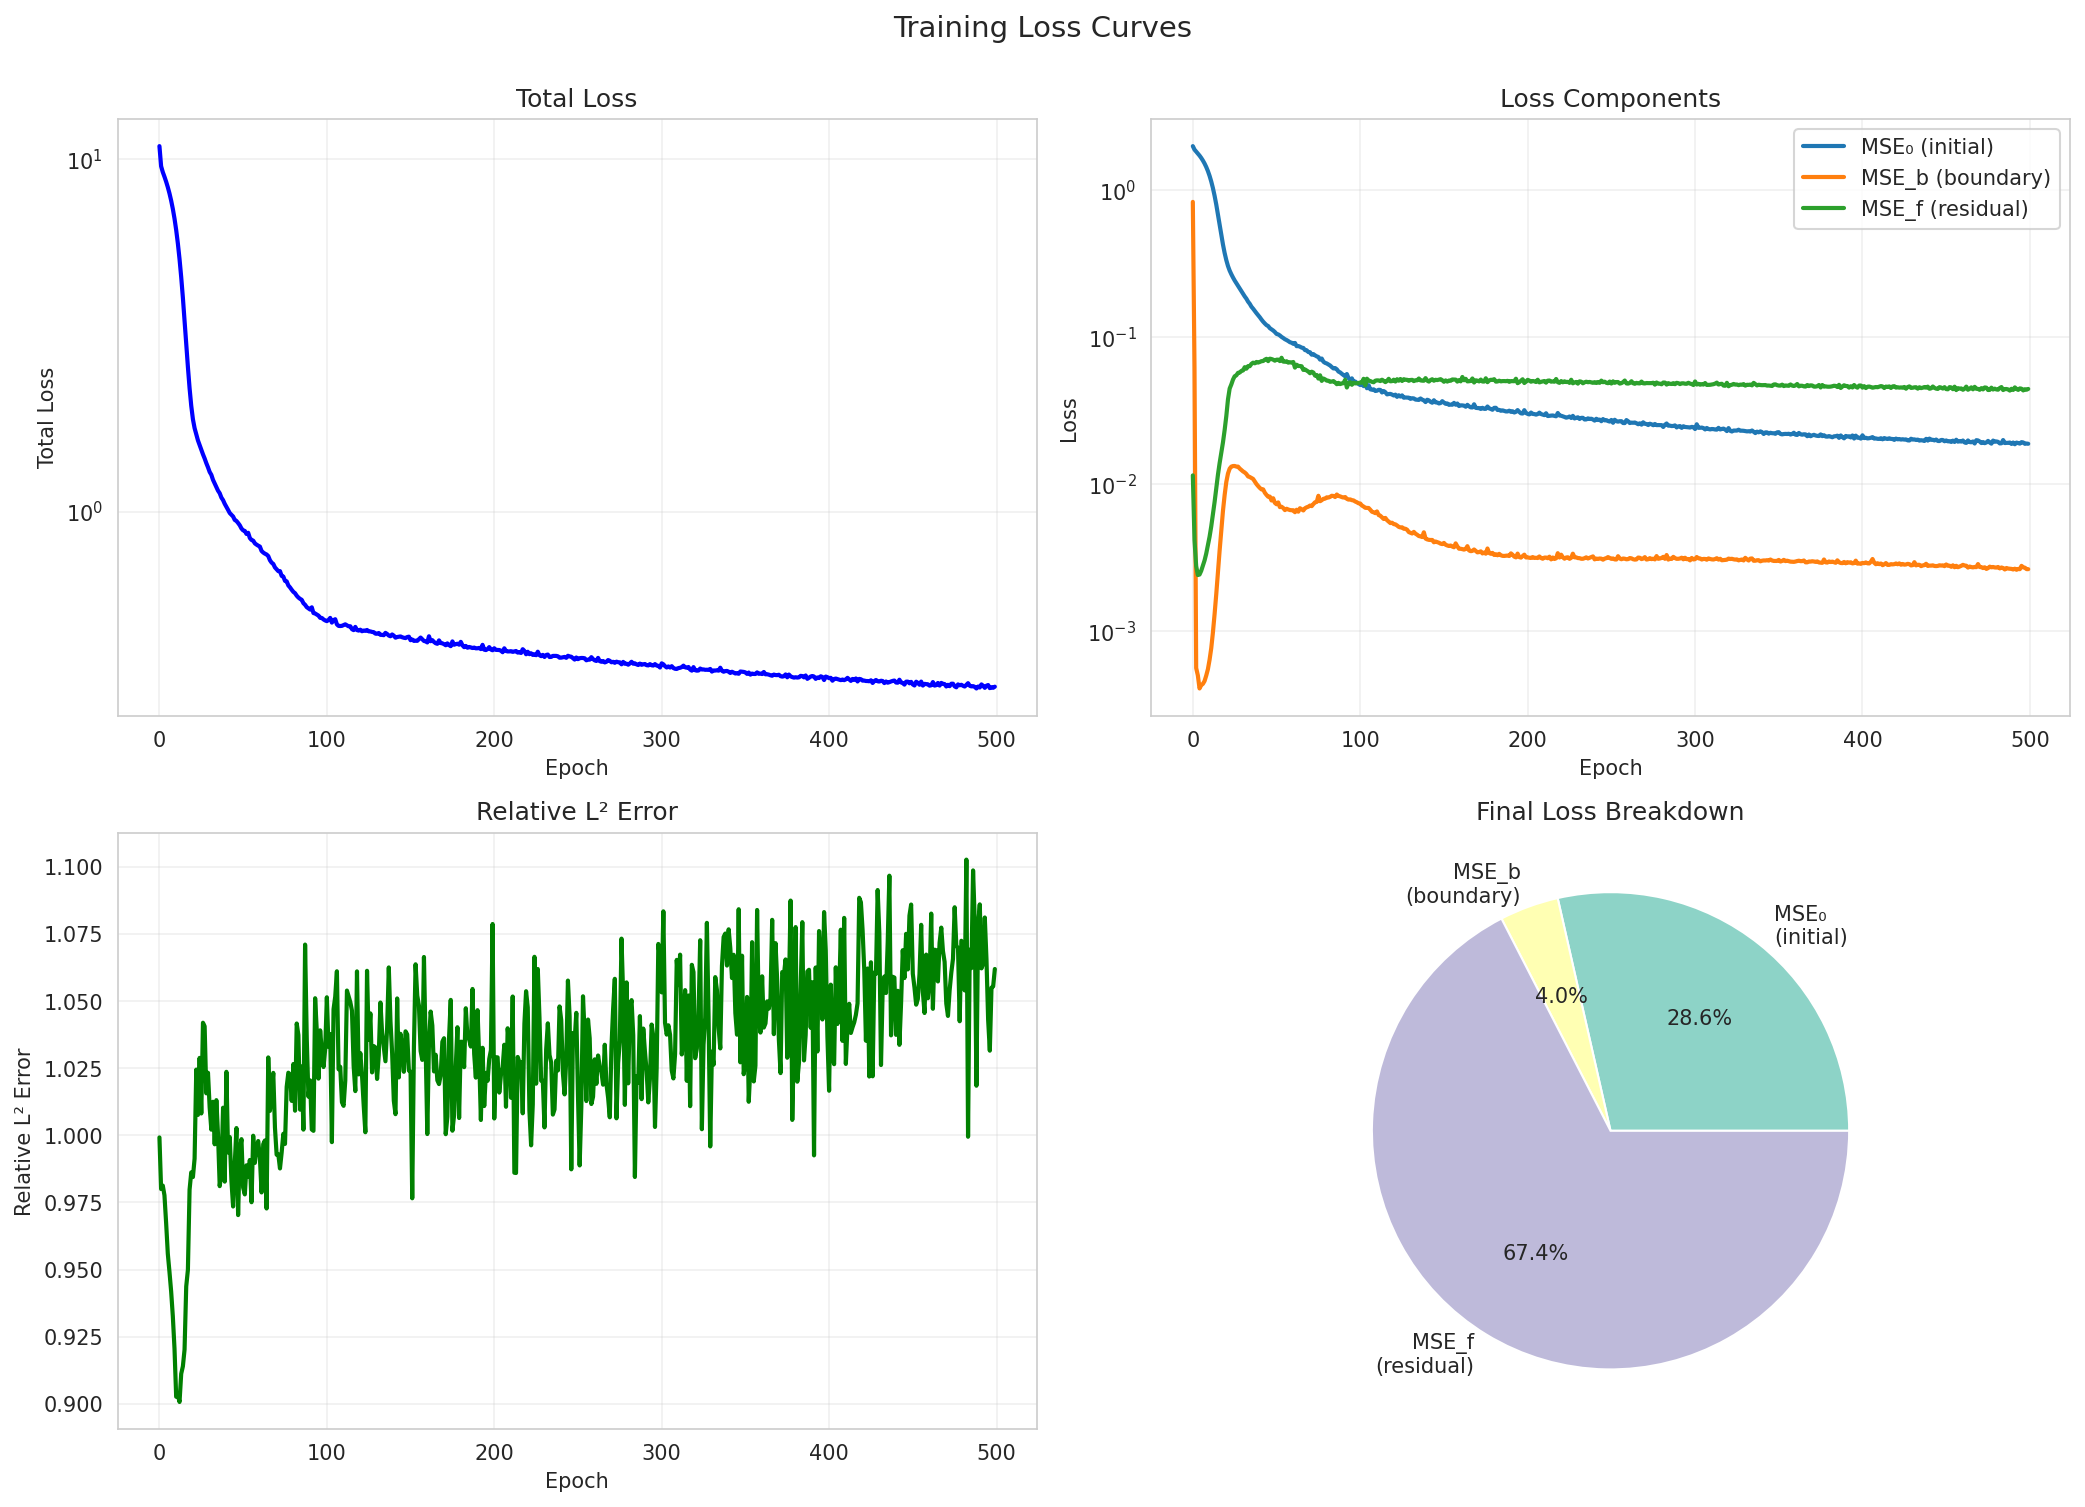 Training Loss Curves
Total Loss
10¹
10⁰
Total Loss
0 100 200 300 400 500
Epoch
Loss Components
MSE₀ (initial)
MSE_b (boundary)
MSE_f (residual)
10⁰
10⁻¹
10⁻²
10⁻³
Loss
0 100 200 300 400 500
Epoch
Relative L² Error
1.100
1.075
1.050
1.025
1.000
0.975
0.950
0.925
0.900
Relative L² Error
0 100 200 300 400 500
Epoch
Final Loss Breakdown
MSE_b
(boundary)
MSE₀
(initial)
4.0%
28.6%
67.4%
MSE_f
(residual)